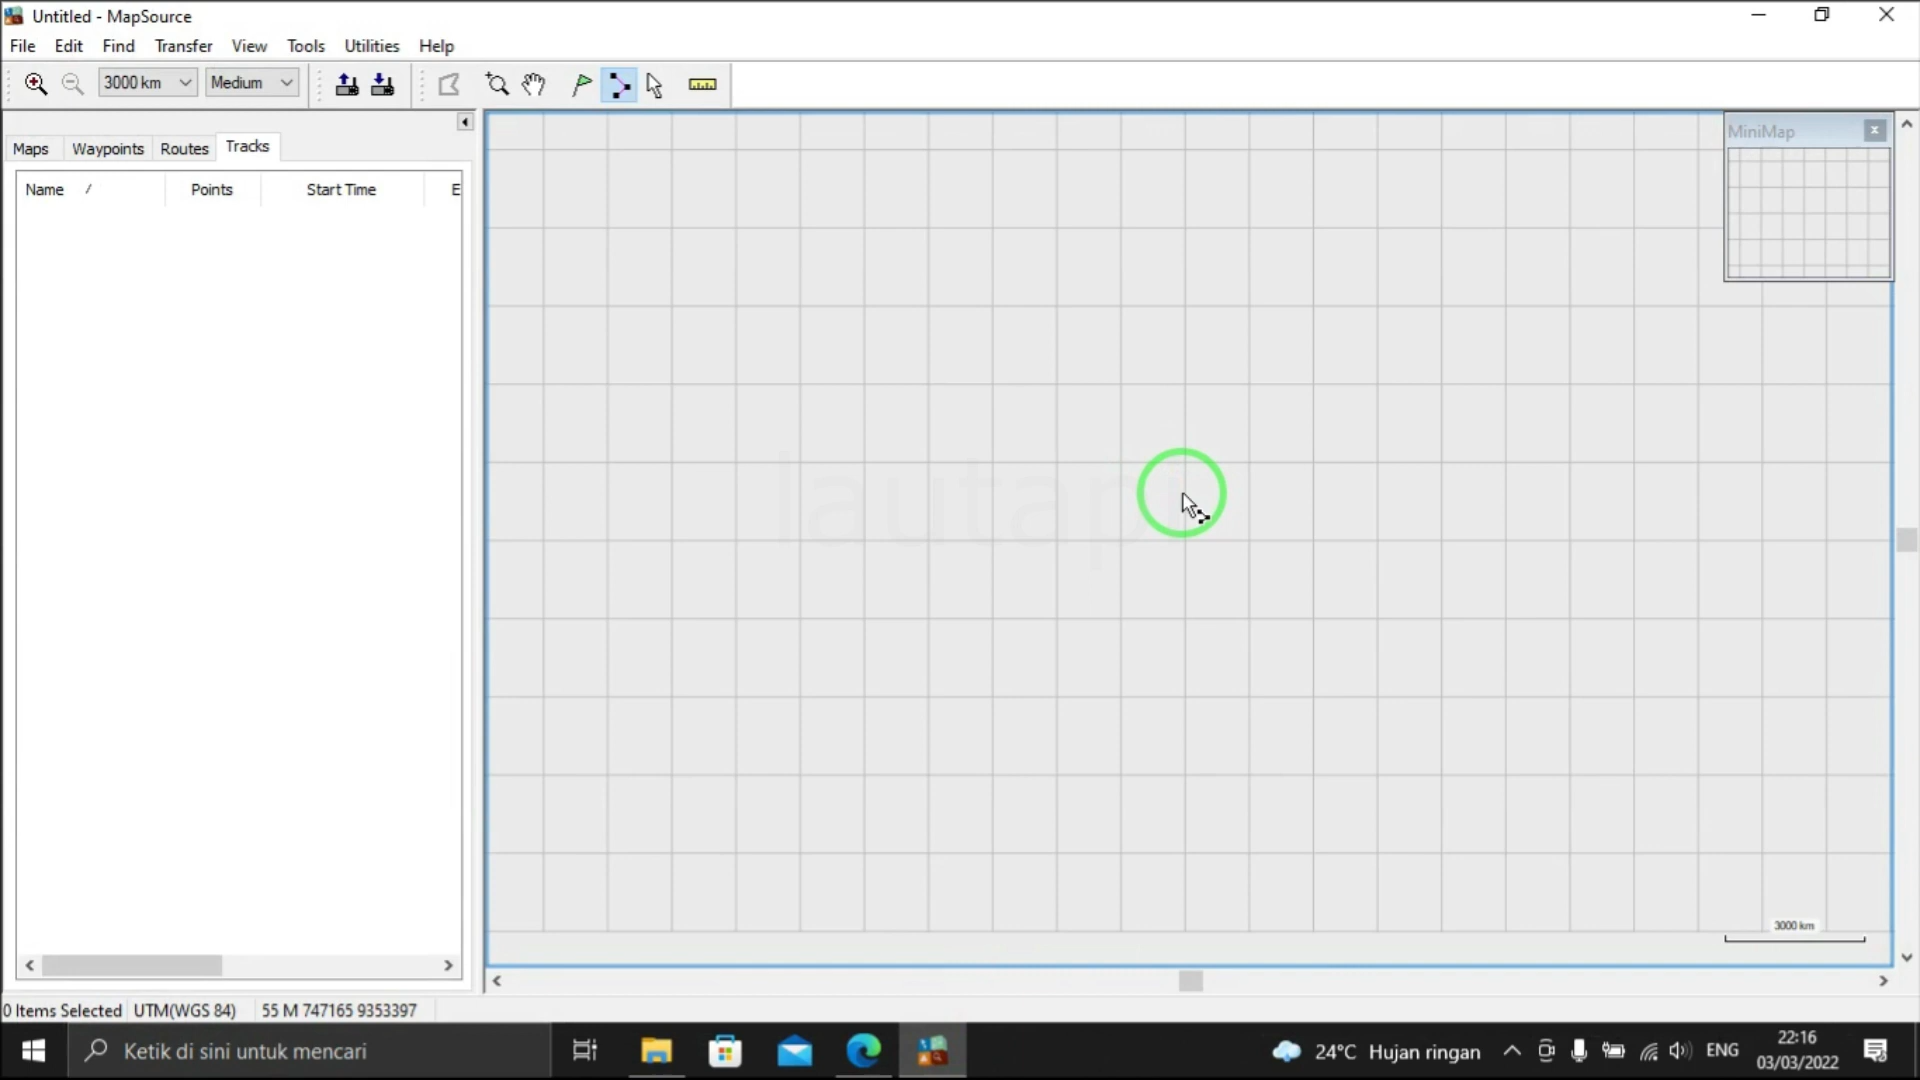 Untitled - MapSource
File Edit Find Transfer View Tools Utilities Help
3000 km Medium
MiniMap
Maps Waypoints Routes Tracks
Name / Points Start Time E
lautapi
3000 km
0 Items Selected UTM(WGS 84) 55 M 747165 9353397
Ketik di sini untuk mencari
24°C Hujan ringan
ENG
22:16
03/03/2022